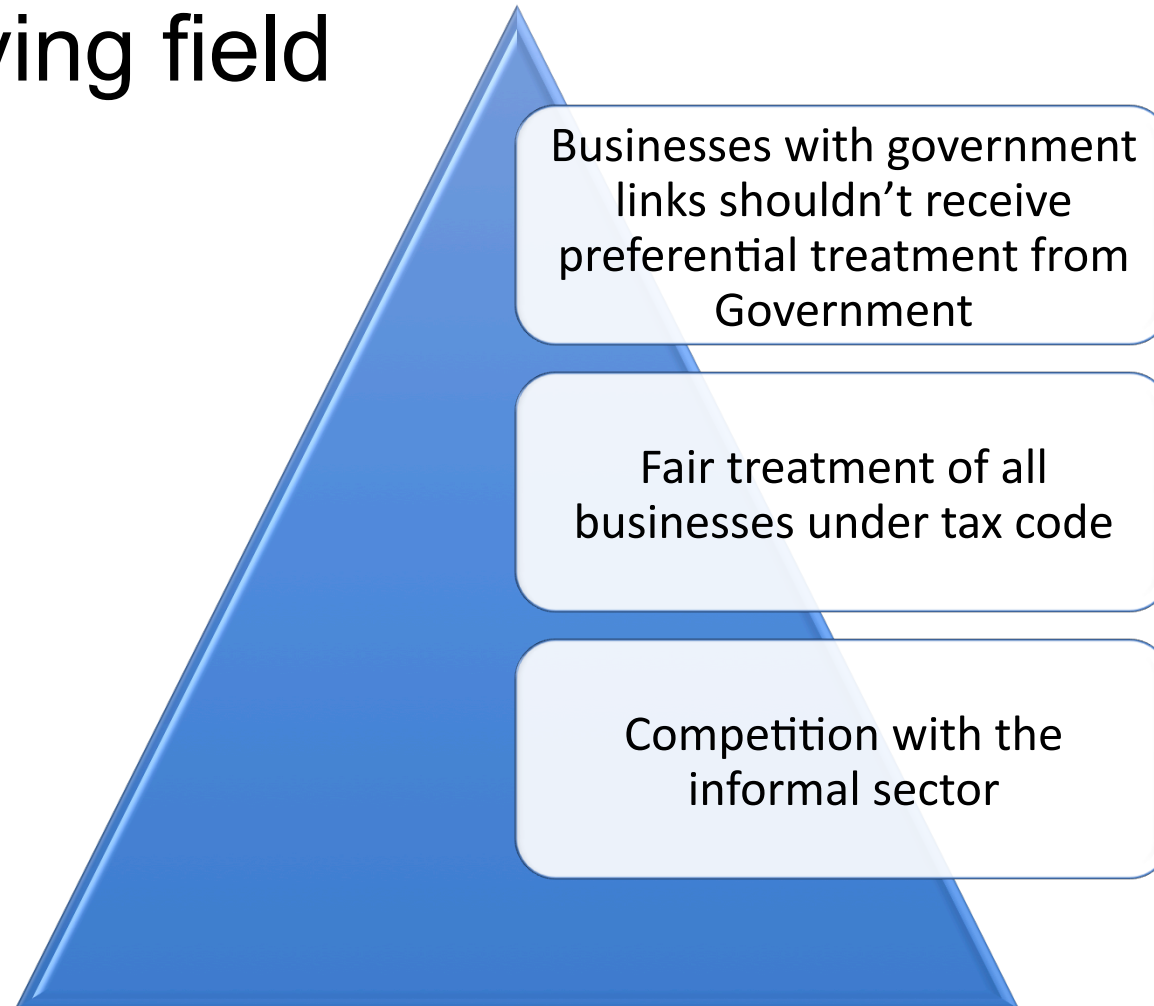 ying field
Businesses with government
links shouldn’t receive
preferential treatment from
Government
Fair treatment of all
businesses under tax code
Competition with the
informal sector